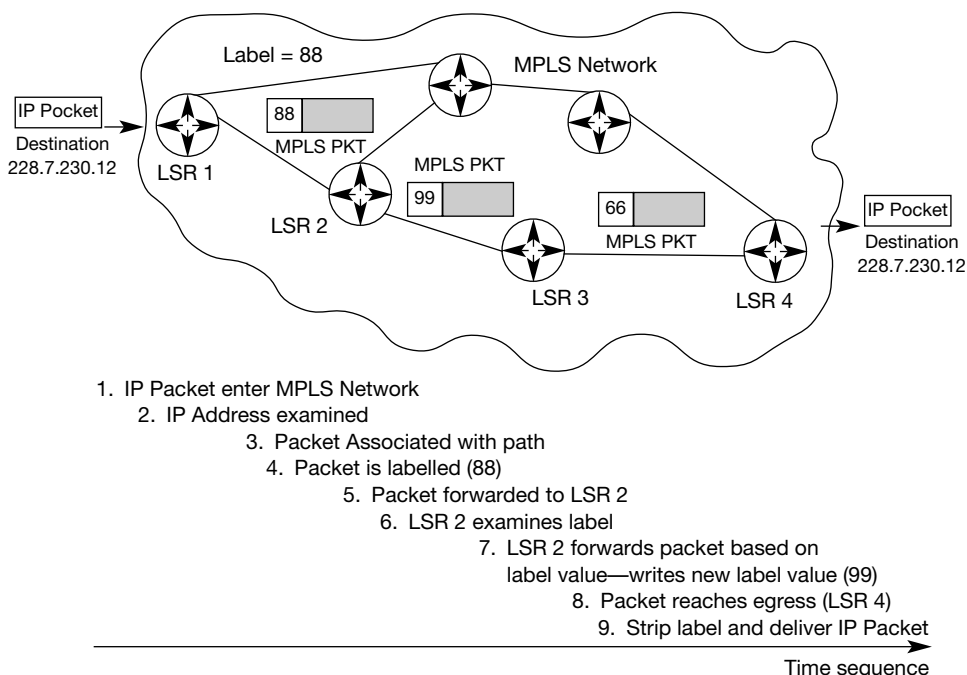 Label = 88
MPLS Network
IP Pocket
Destination
228.7.230.12
LSR 1
88
MPLS PKT
LSR 2
MPLS PKT
99
LSR 3
66
MPLS PKT
LSR 4
IP Pocket
Destination
228.7.230.12
1. IP Packet enter MPLS Network
2. IP Address examined
3. Packet Associated with path
4. Packet is labelled (88)
5. Packet forwarded to LSR 2
6. LSR 2 examines label
7. LSR 2 forwards packet based on
label value—writes new label value (99)
8. Packet reaches egress (LSR 4)
9. Strip label and deliver IP Packet
Time sequence